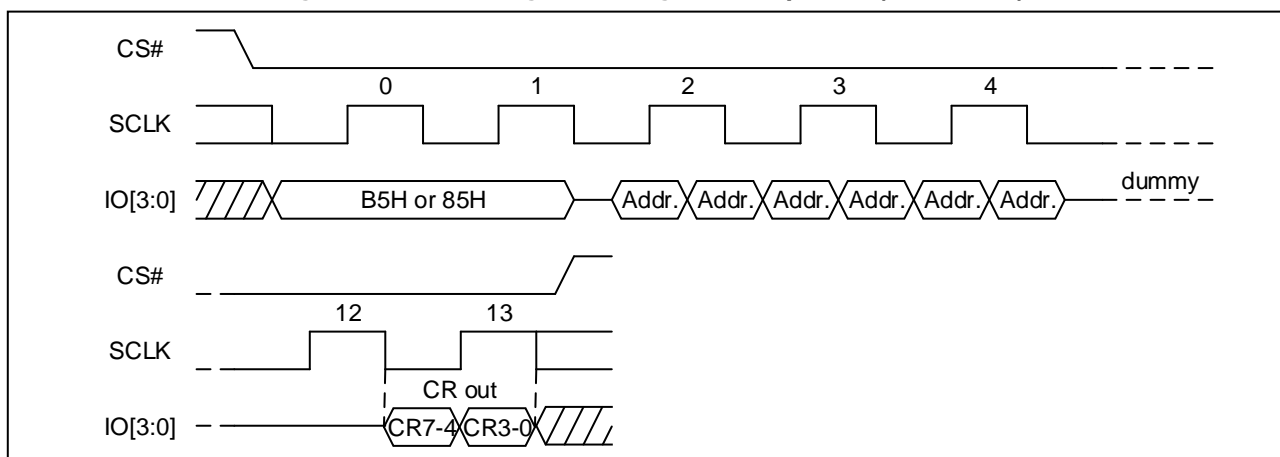 CS#
0 1 2 3 4
SCLK
IO[3:0] B5H or 85H Addr. Addr. Addr. Addr. Addr. Addr. dummy
CS#
12 13
SCLK
CR out
IO[3:0] CR7-4 CR3-0